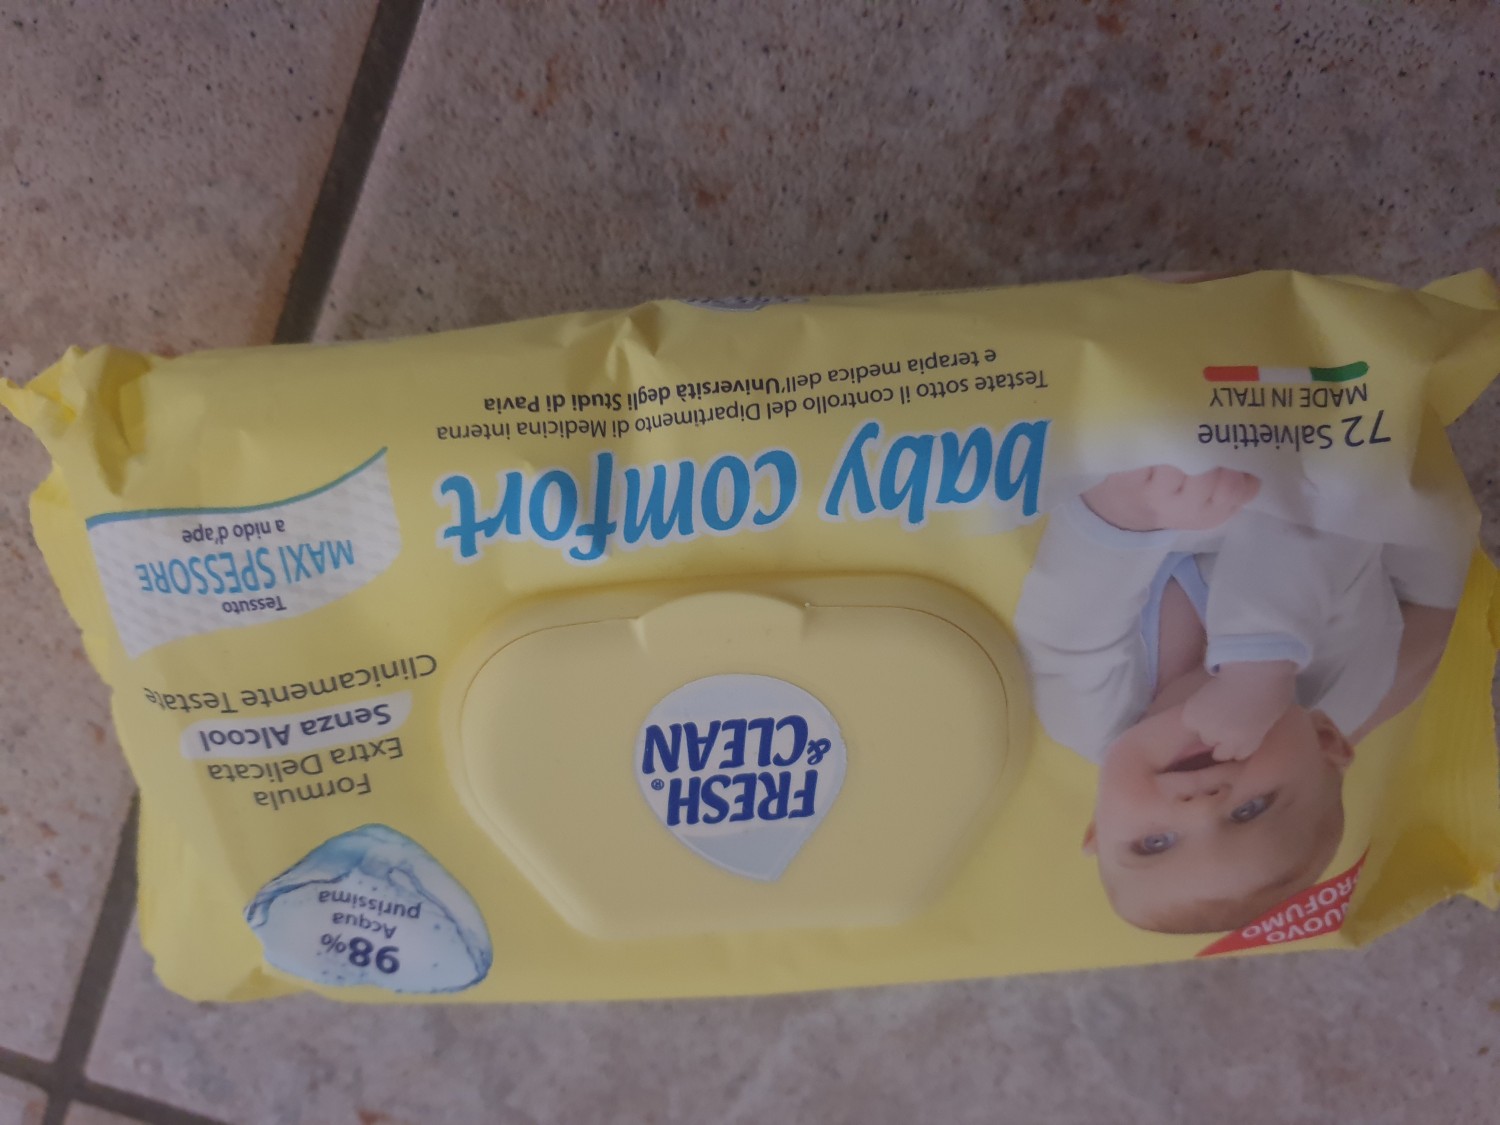 NUOVO
PROFUMO
98%
Acqua
purissima
FRESH®
& CLEAN
Formula
Extra Delicata
Senza Alcool
Clinicamente Testate
Tessuto
MAXI SPESSORE
a nido d'ape
baby comfort
Testate sotto il controllo del Dipartimento di Medicina interna
e terapia medica dell'Università degli Studi di Pavia
72 Salviettine
MADE IN ITALY